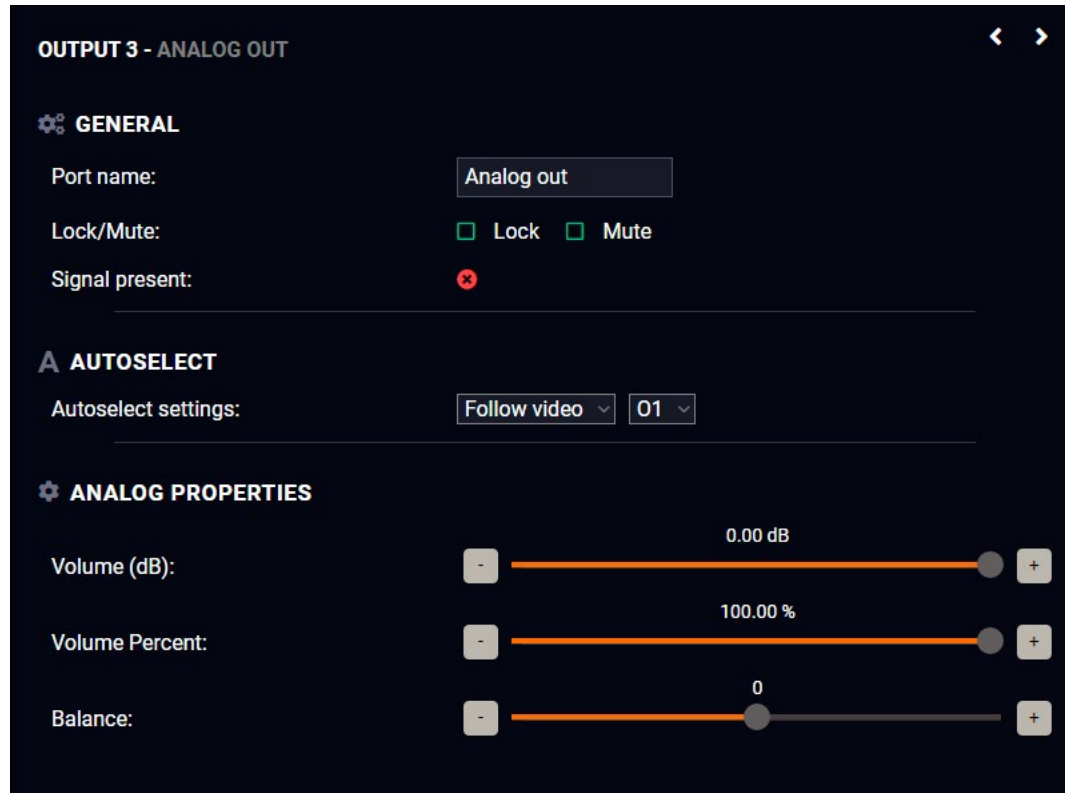 OUTPUT 3 - ANALOG OUT
GENERAL
Port name: Analog out
Lock/Mute: Lock Mute
Signal present:
A AUTOSELECT
Autoselect settings: Follow video O1
ANALOG PROPERTIES
0.00 dB
Volume (dB): - +
100.00 %
Volume Percent: - +
0
Balance: - +